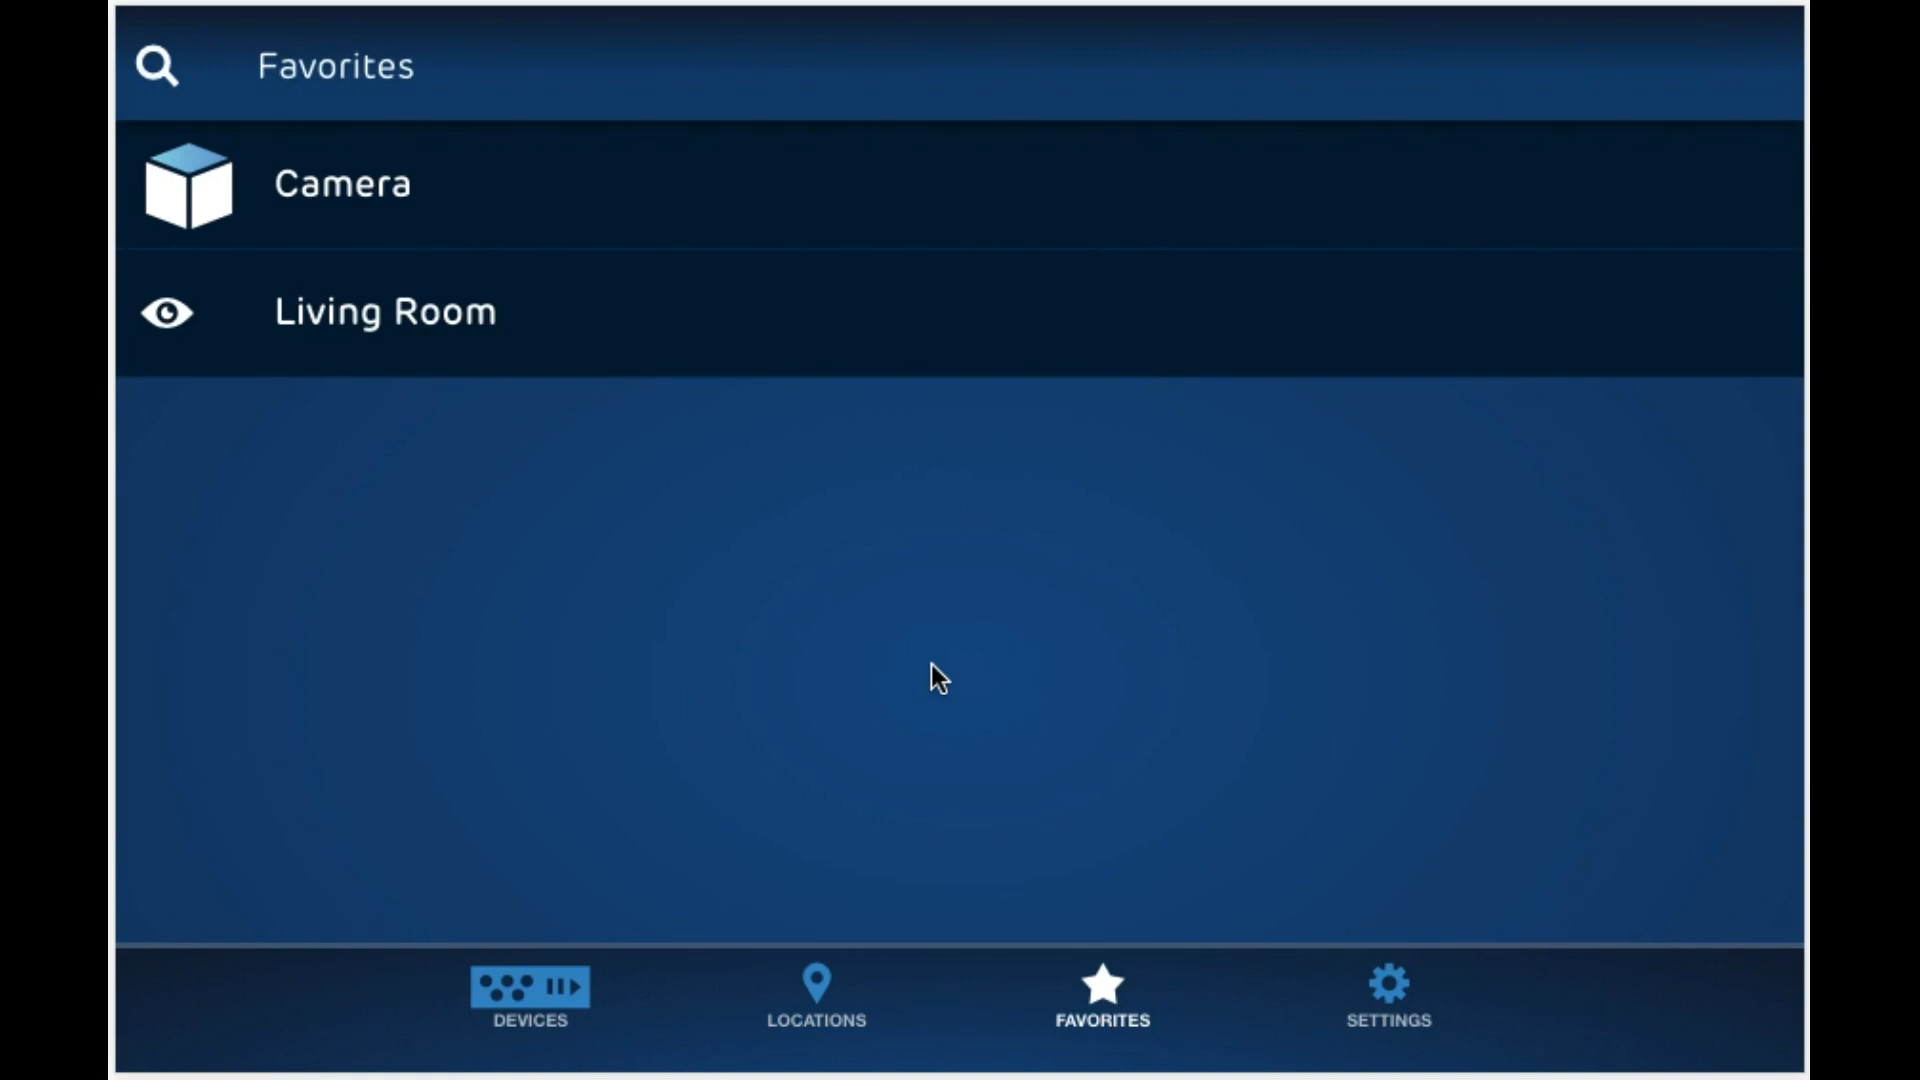 Favorites
Camera
Living Room
DEVICES
LOCATIONS
FAVORITES
SETTINGS